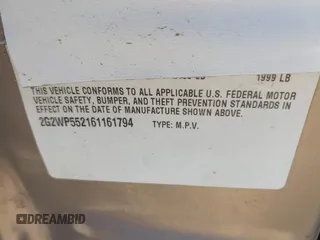 1999 LB
THIS VEHICLE CONFORMS TO ALL APPLICABLE U.S. FEDERAL MOTOR
VEHICLE SAFETY, BUMPER, AND THEFT PREVENTION STANDARDS IN
EFFECT ON THE DATE OF MANUFACTURE SHOWN ABOVE.
2G2WP552161161794 TYPE: M.P.V.
DREAMBID